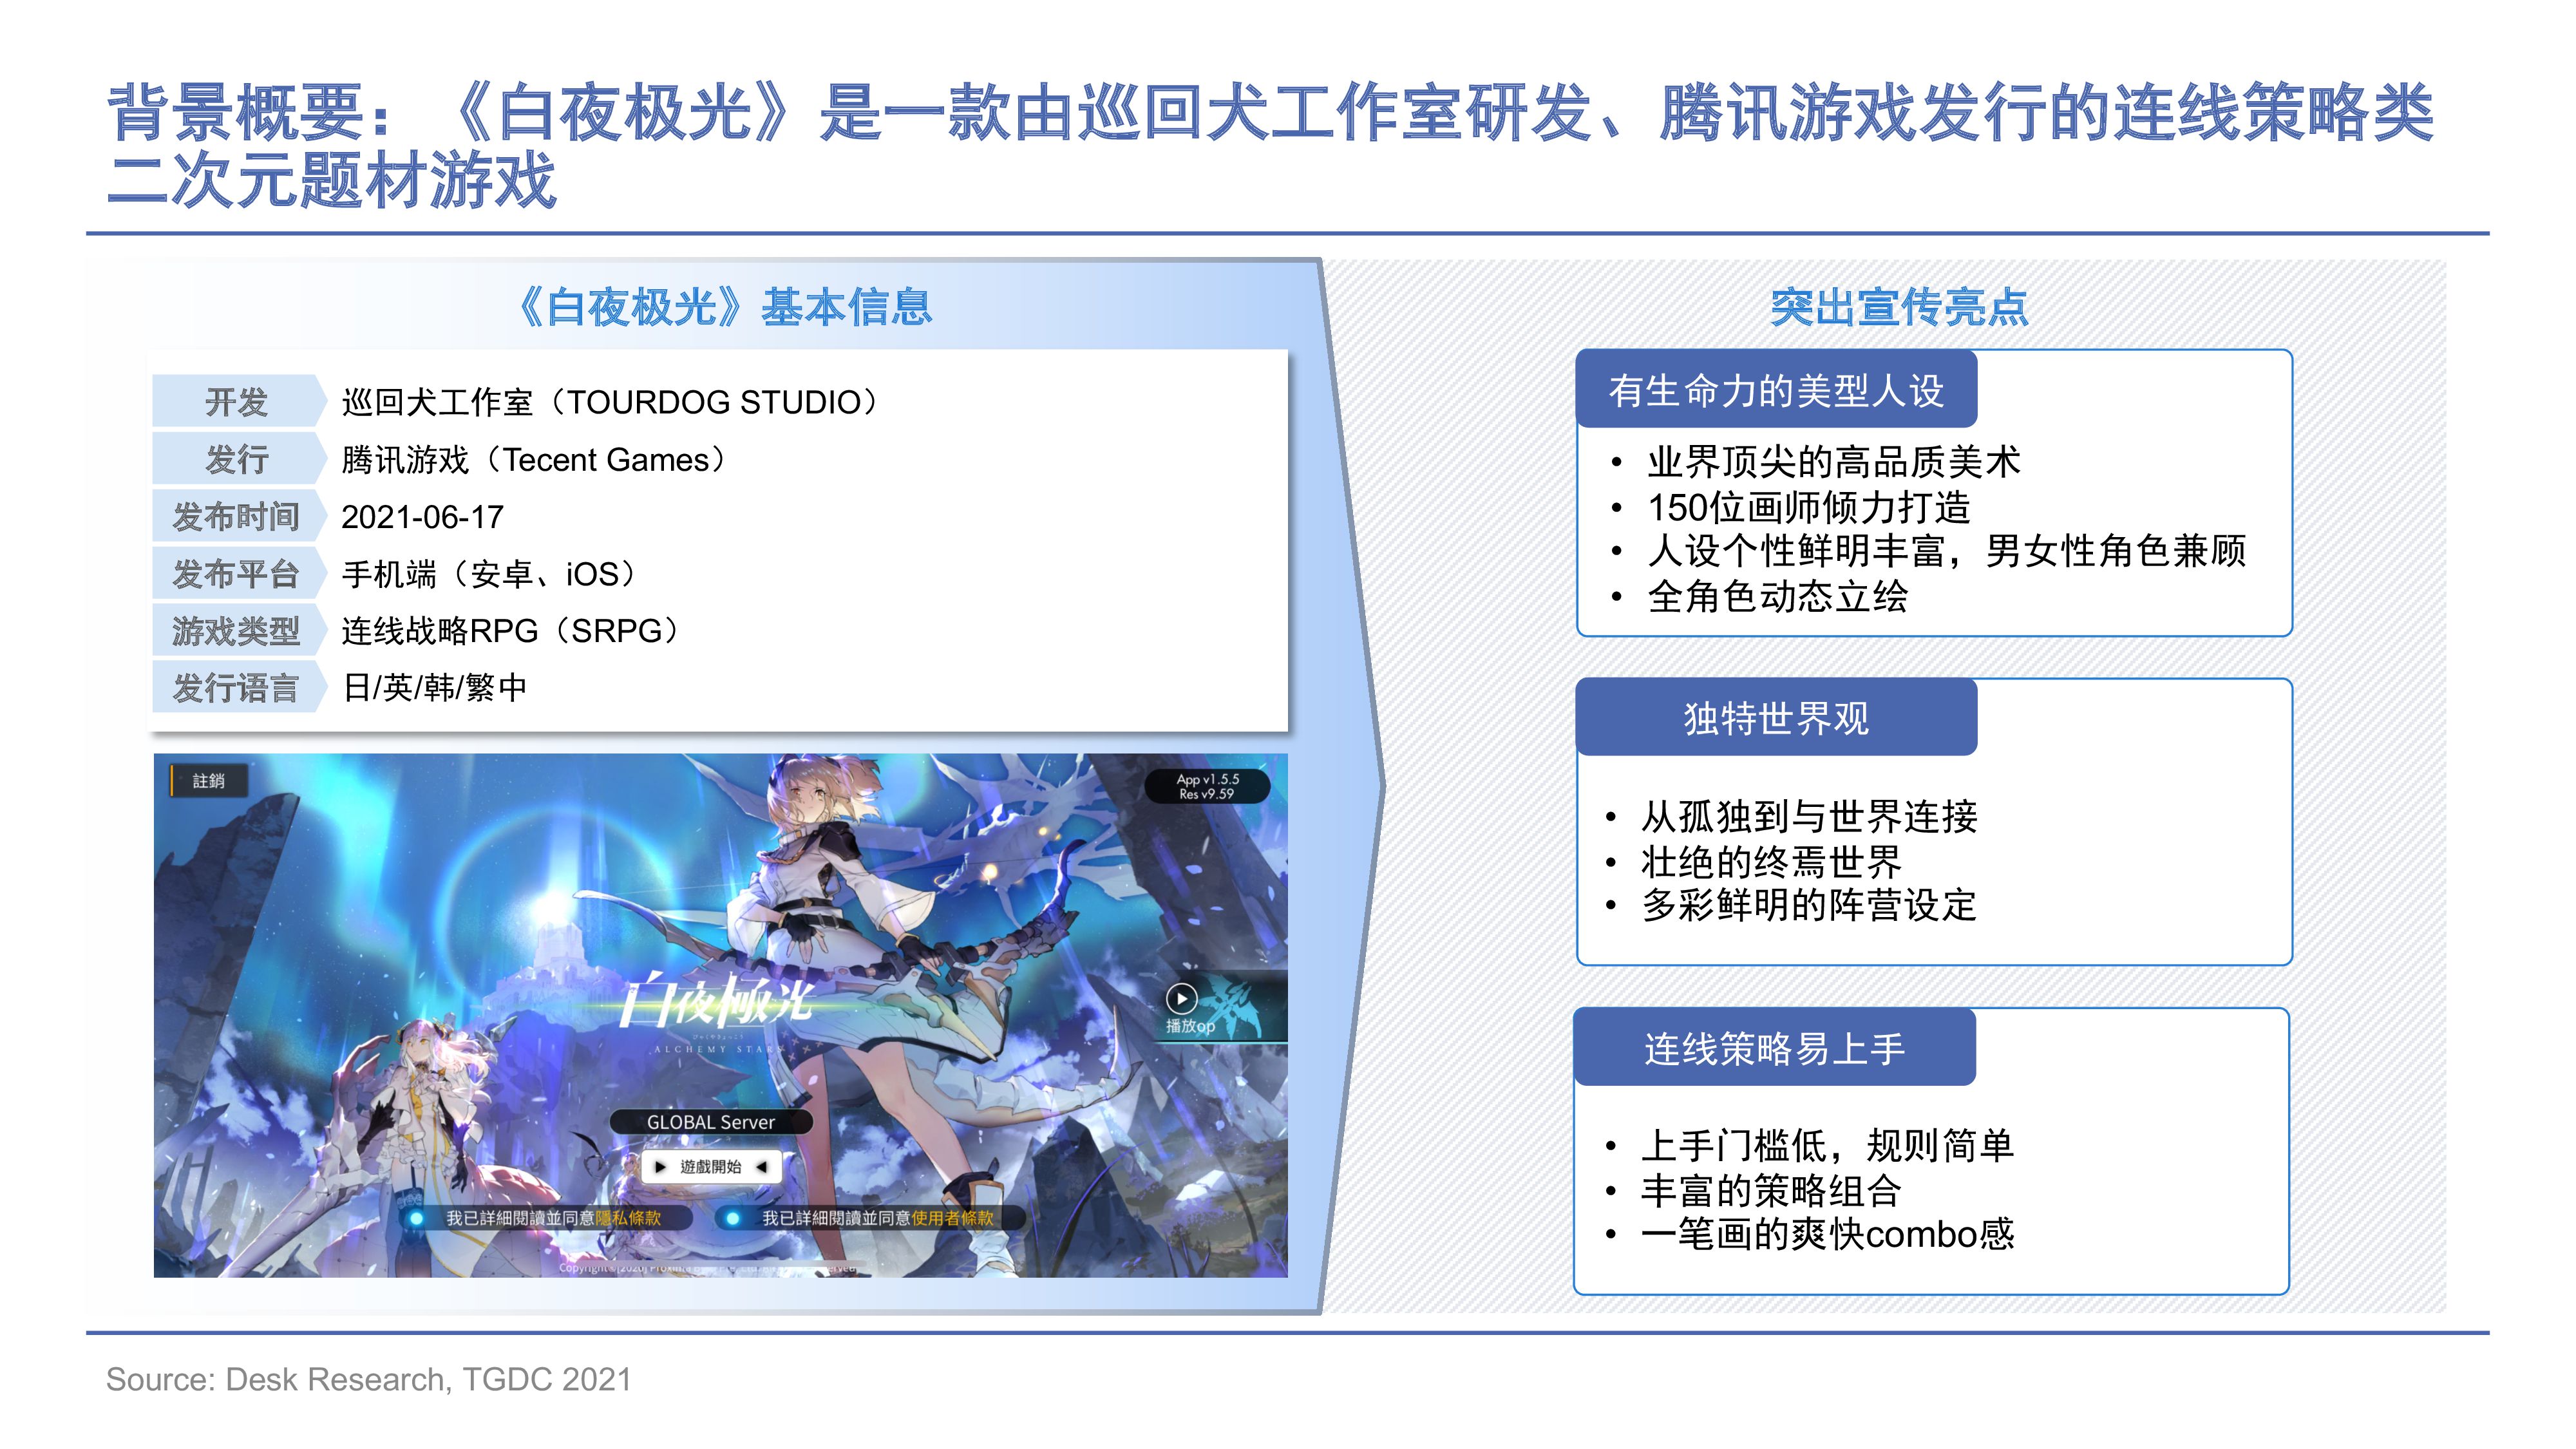 背景概要：《白夜极光》是一款由巡回犬工作室研发、腾讯游戏发行的连线策略类
二次元题材游戏
《白夜极光》基本信息
开发 巡回犬工作室（TOURDOG STUDIO）
发行 腾讯游戏（Tecent Games）
发布时间 2021-06-17
发布平台 手机端（安卓、iOS）
游戏类型 连线战略RPG（SRPG）
发行语言 日/英/韩/繁中
註銷
App v1.5.5
Res v9.59
白夜極光
ALCHEMY STARS
播放op
GLOBAL Server
遊戲開始
我已詳細閱讀並同意隱私條款 我已詳細閱讀並同意使用者條款
突出宣传亮点
有生命力的美型人设
• 业界顶尖的高品质美术
• 150位画师倾力打造
• 人设个性鲜明丰富，男女性角色兼顾
• 全角色动态立绘
独特世界观
• 从孤独到与世界连接
• 壮绝的终焉世界
• 多彩鲜明的阵营设定
连线策略易上手
• 上手门槛低，规则简单
• 丰富的策略组合
• 一笔画的爽快combo感
Source: Desk Research, TGDC 2021